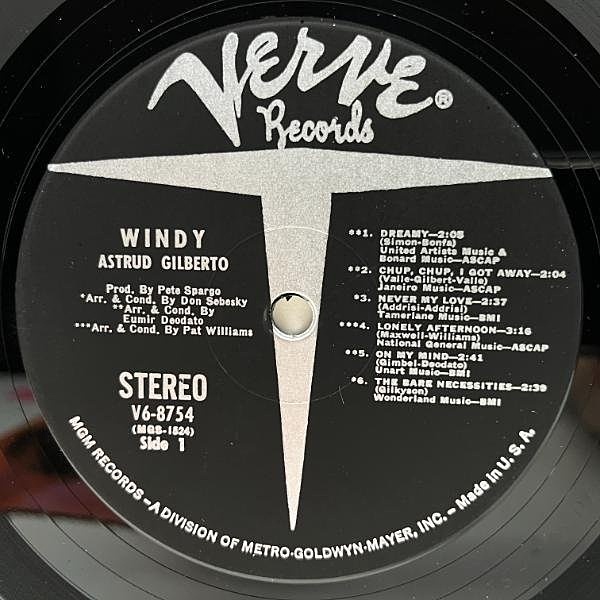 VERVE®
Records
WINDY
ASTRUD GILBERTO
Prod. By Pete Spargo
*Arr. & Cond. By Don Sebesky
**Arr. & Cond. By
Eumir Deodato
***Arr. & Cond. By Pat Williams
STEREO
V6-8754
(MGS-1524)
Side 1
**1. DREAMY—2:05
(Simon-Bonfa)
United Artists Music &
Bonard Music—ASCAP
**2. CHUP, CHUP, I GOT AWAY—2:04
(Valle-Gilbert-Valle)
Janeiro Music—ASCAP
*3. NEVER MY LOVE—2:37
(Addrisi-Addrisi)
Tamerlane Music—BMI
***4. LONELY AFTERNOON—3:16
(Maxwell-Williams)
National General Music—ASCAP
**5. ON MY MIND—2:41
(Gimbel-Deodato)
Unart Music—BMI
*6. THE BARE NECESSITIES—2:39
(Gilkyson)
Wonderland Music—BMI
MGM RECORDS – A DIVISION OF METRO-GOLDWYN-MAYER, INC. – Made in U.S.A.